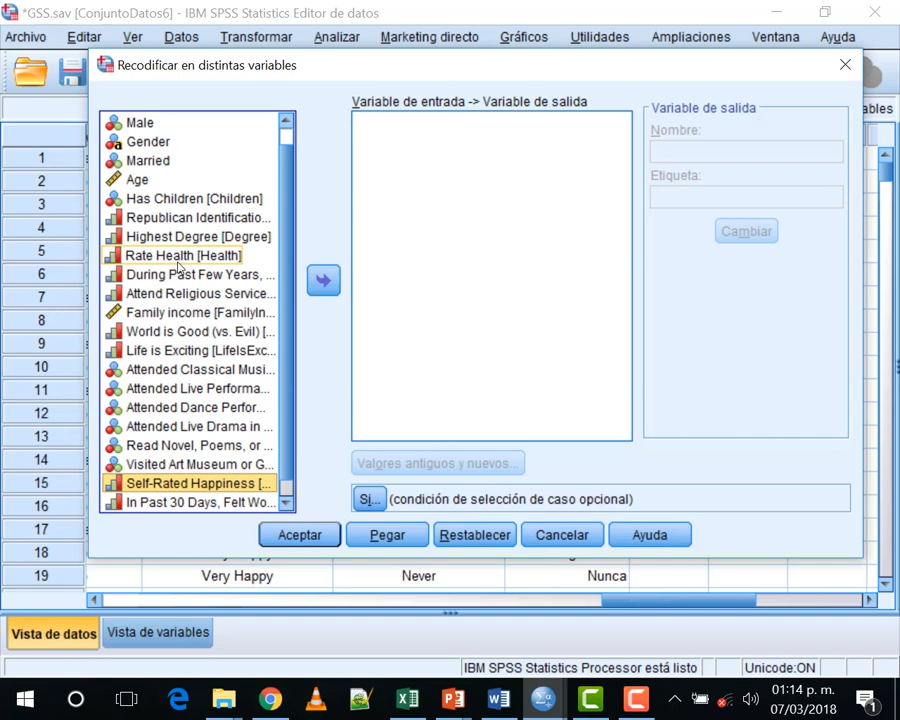 *GSS.sav [ConjuntoDatos6] - IBM SPSS Statistics Editor de datos
Archivo Editar Ver Datos Transformar Analizar Marketing directo Gráficos Utilidades Ampliaciones Ventana Ayuda
Recodificar en distintas variables
Variable de entrada -> Variable de salida
Variable de salida
Nombre:
Etiqueta:
Cambiar
ables
Male
Gender
Married
Age
Has Children [Children]
Republican Identificatio...
Highest Degree [Degree]
Rate Health [Health]
During Past Few Years, ...
Attend Religious Service...
Family income [FamilyIn...
World is Good (vs. Evil) [...
Life is Exciting [LifeIsExc...
Attended Classical Musi...
Attended Live Performa...
Attended Dance Perfor...
Attended Live Drama in ...
Read Novel, Poems, or ...
Visited Art Museum or G...
Self-Rated Happiness [...
In Past 30 Days, Felt Wo...
Valores antiguos y nuevos...
Si... (condición de selección de caso opcional)
Aceptar Pegar Restablecer Cancelar Ayuda
1
2
3
4
5
6
7
8
9
10
11
12
13
14
15
16
17
18
19 Very Happy Never Nunca
Vista de datos Vista de variables
IBM SPSS Statistics Processor está listo Unicode:ON
01:14 p. m.
07/03/2018
1